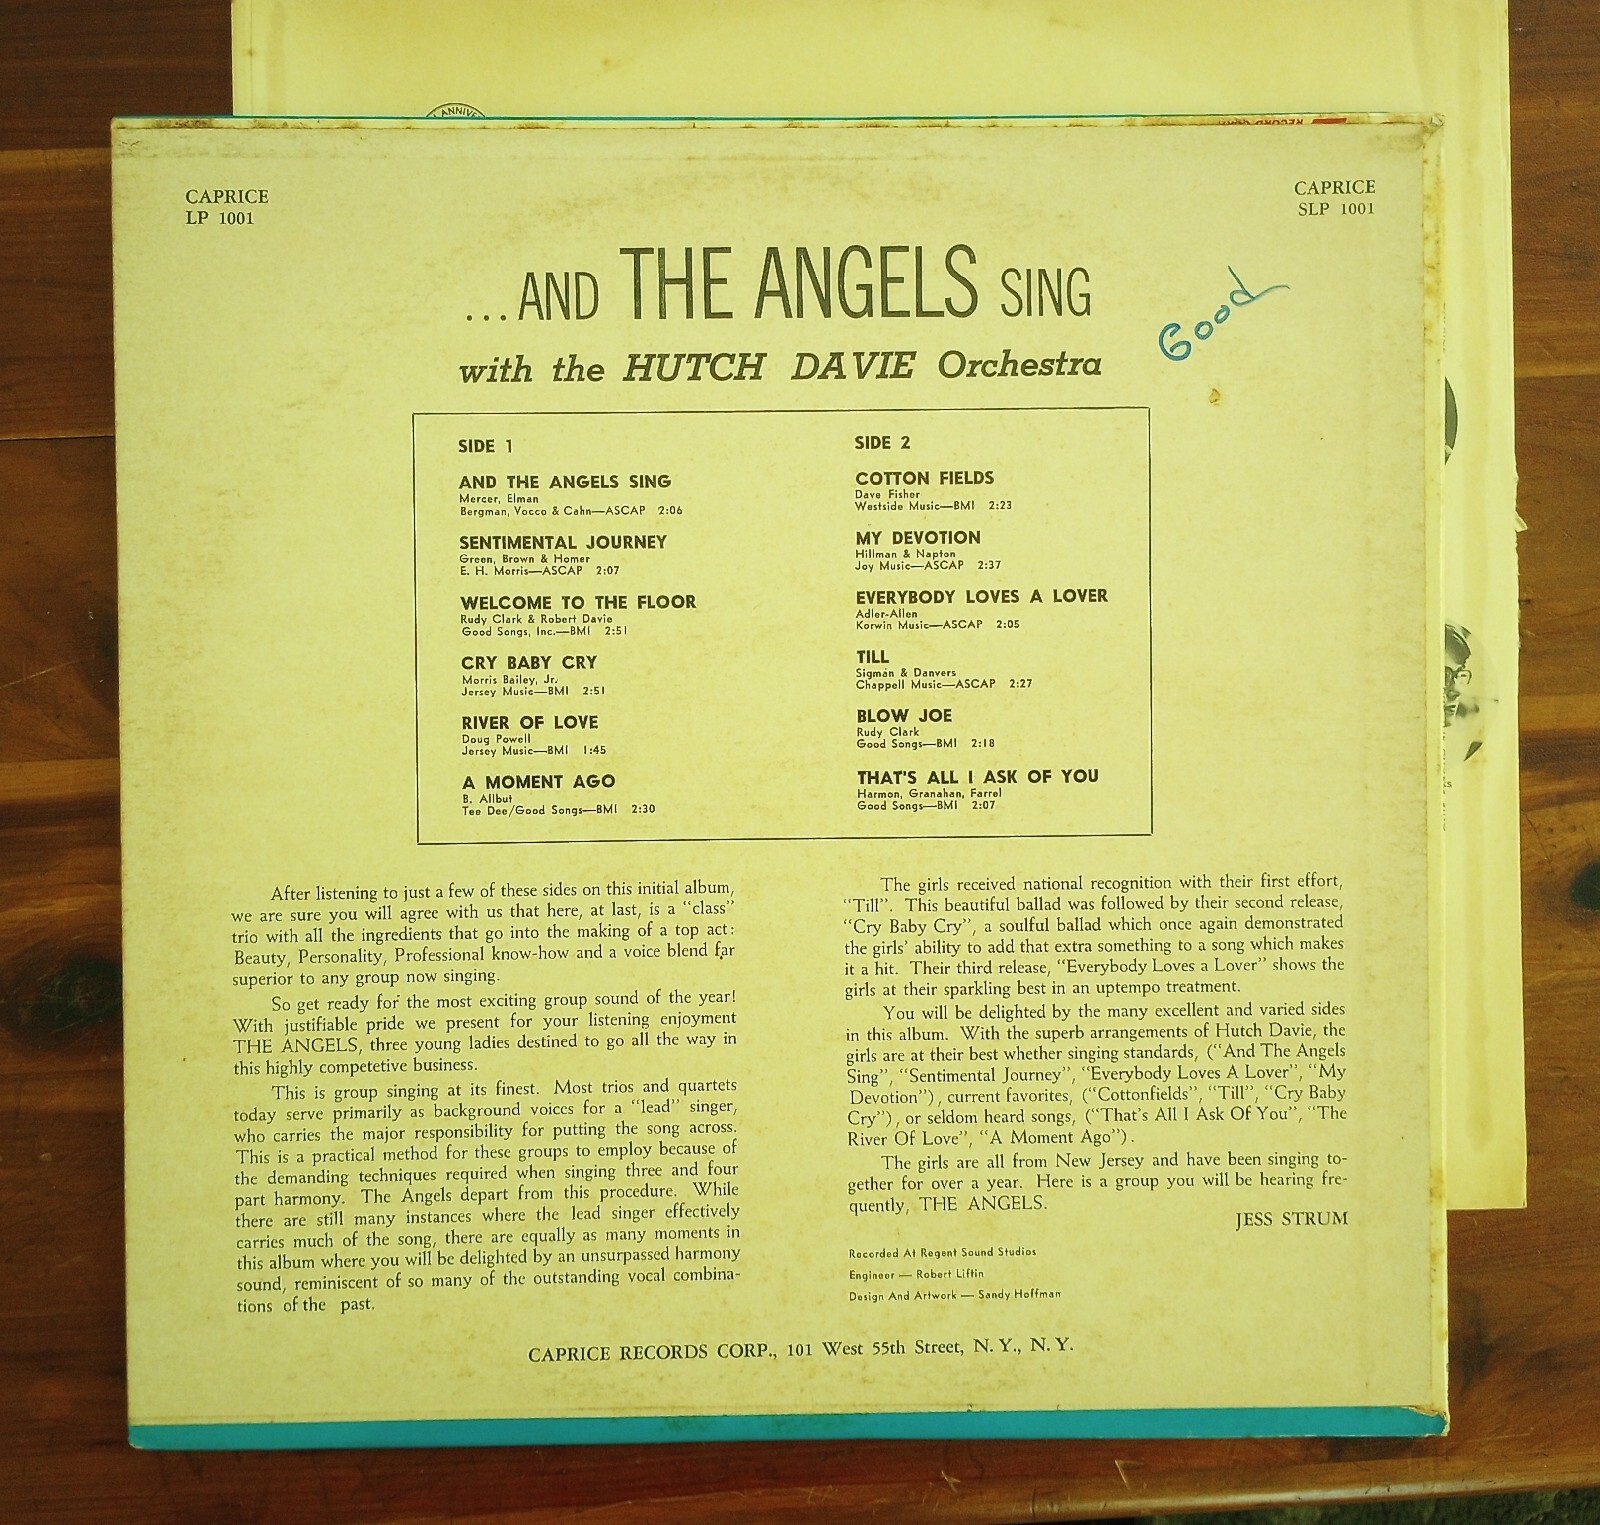 ANNIVE
RECORD CORP.
CAPRICE
LP 1001
CAPRICE
SLP 1001
...AND THE ANGELS SING
with the HUTCH DAVIE Orchestra
Good
SIDE 1
AND THE ANGELS SING
Mercer, Elman
Bergman, Vocco & Cahn—ASCAP 2:06
SENTIMENTAL JOURNEY
Green, Brown & Homer
E. H. Morris—ASCAP 2:07
WELCOME TO THE FLOOR
Rudy Clark & Robert Davie
Good Songs, Inc.—BMI 2:51
CRY BABY CRY
Morris Bailey, Jr.
Jersey Music—BMI 2:51
RIVER OF LOVE
Doug Powell
Jersey Music—BMI 1:45
A MOMENT AGO
B. Allbut
Tee Dee/Good Songs—BMI 2:30
SIDE 2
COTTON FIELDS
Dave Fisher
Westside Music—BMI 2:23
MY DEVOTION
Hillman & Napton
Joy Music—ASCAP 2:37
EVERYBODY LOVES A LOVER
Adler-Allen
Korwin Music—ASCAP 2:05
TILL
Sigman & Danvers
Chappell Music—ASCAP 2:27
BLOW JOE
Rudy Clark
Good Songs—BMI 2:18
THAT'S ALL I ASK OF YOU
Harmon, Granahan, Farrel
Good Songs—BMI 2:07
After listening to just a few of these sides on this initial album,
we are sure you will agree with us that here, at last, is a "class"
trio with all the ingredients that go into the making of a top act:
Beauty, Personality, Professional know-how and a voice blend far
superior to any group now singing.
So get ready for the most exciting group sound of the year!
With justifiable pride we present for your listening enjoyment
THE ANGELS, three young ladies destined to go all the way in
this highly competetive business.
This is group singing at its finest. Most trios and quartets
today serve primarily as background voices for a "lead" singer,
who carries the major responsibility for putting the song across.
This is a practical method for these groups to employ because of
the demanding techniques required when singing three and four
part harmony. The Angels depart from this procedure. While
there are still many instances where the lead singer effectively
carries much of the song, there are equally as many moments in
this album where you will be delighted by an unsurpassed harmony
sound, reminiscent of so many of the outstanding vocal combina-
tions of the past.
The girls received national recognition with their first effort,
"Till". This beautiful ballad was followed by their second release,
"Cry Baby Cry", a soulful ballad which once again demonstrated
the girls' ability to add that extra something to a song which makes
it a hit. Their third release, "Everybody Loves a Lover" shows the
girls at their sparkling best in an uptempo treatment.
You will be delighted by the many excellent and varied sides
in this album. With the superb arrangements of Hutch Davie, the
girls are at their best whether singing standards, ("And The Angels
Sing", "Sentimental Journey", "Everybody Loves A Lover", "My
Devotion"), current favorites, ("Cottonfields", "Till", "Cry Baby
Cry"), or seldom heard songs, ("That's All I Ask Of You", "The
River Of Love", "A Moment Ago").
The girls are all from New Jersey and have been singing to-
gether for over a year. Here is a group you will be hearing fre-
quently, THE ANGELS.
JESS STRUM
Recorded At Regent Sound Studios
Engineer — Robert Liftin
Design And Artwork — Sandy Hoffman
CAPRICE RECORDS CORP., 101 West 55th Street, N. Y., N. Y.